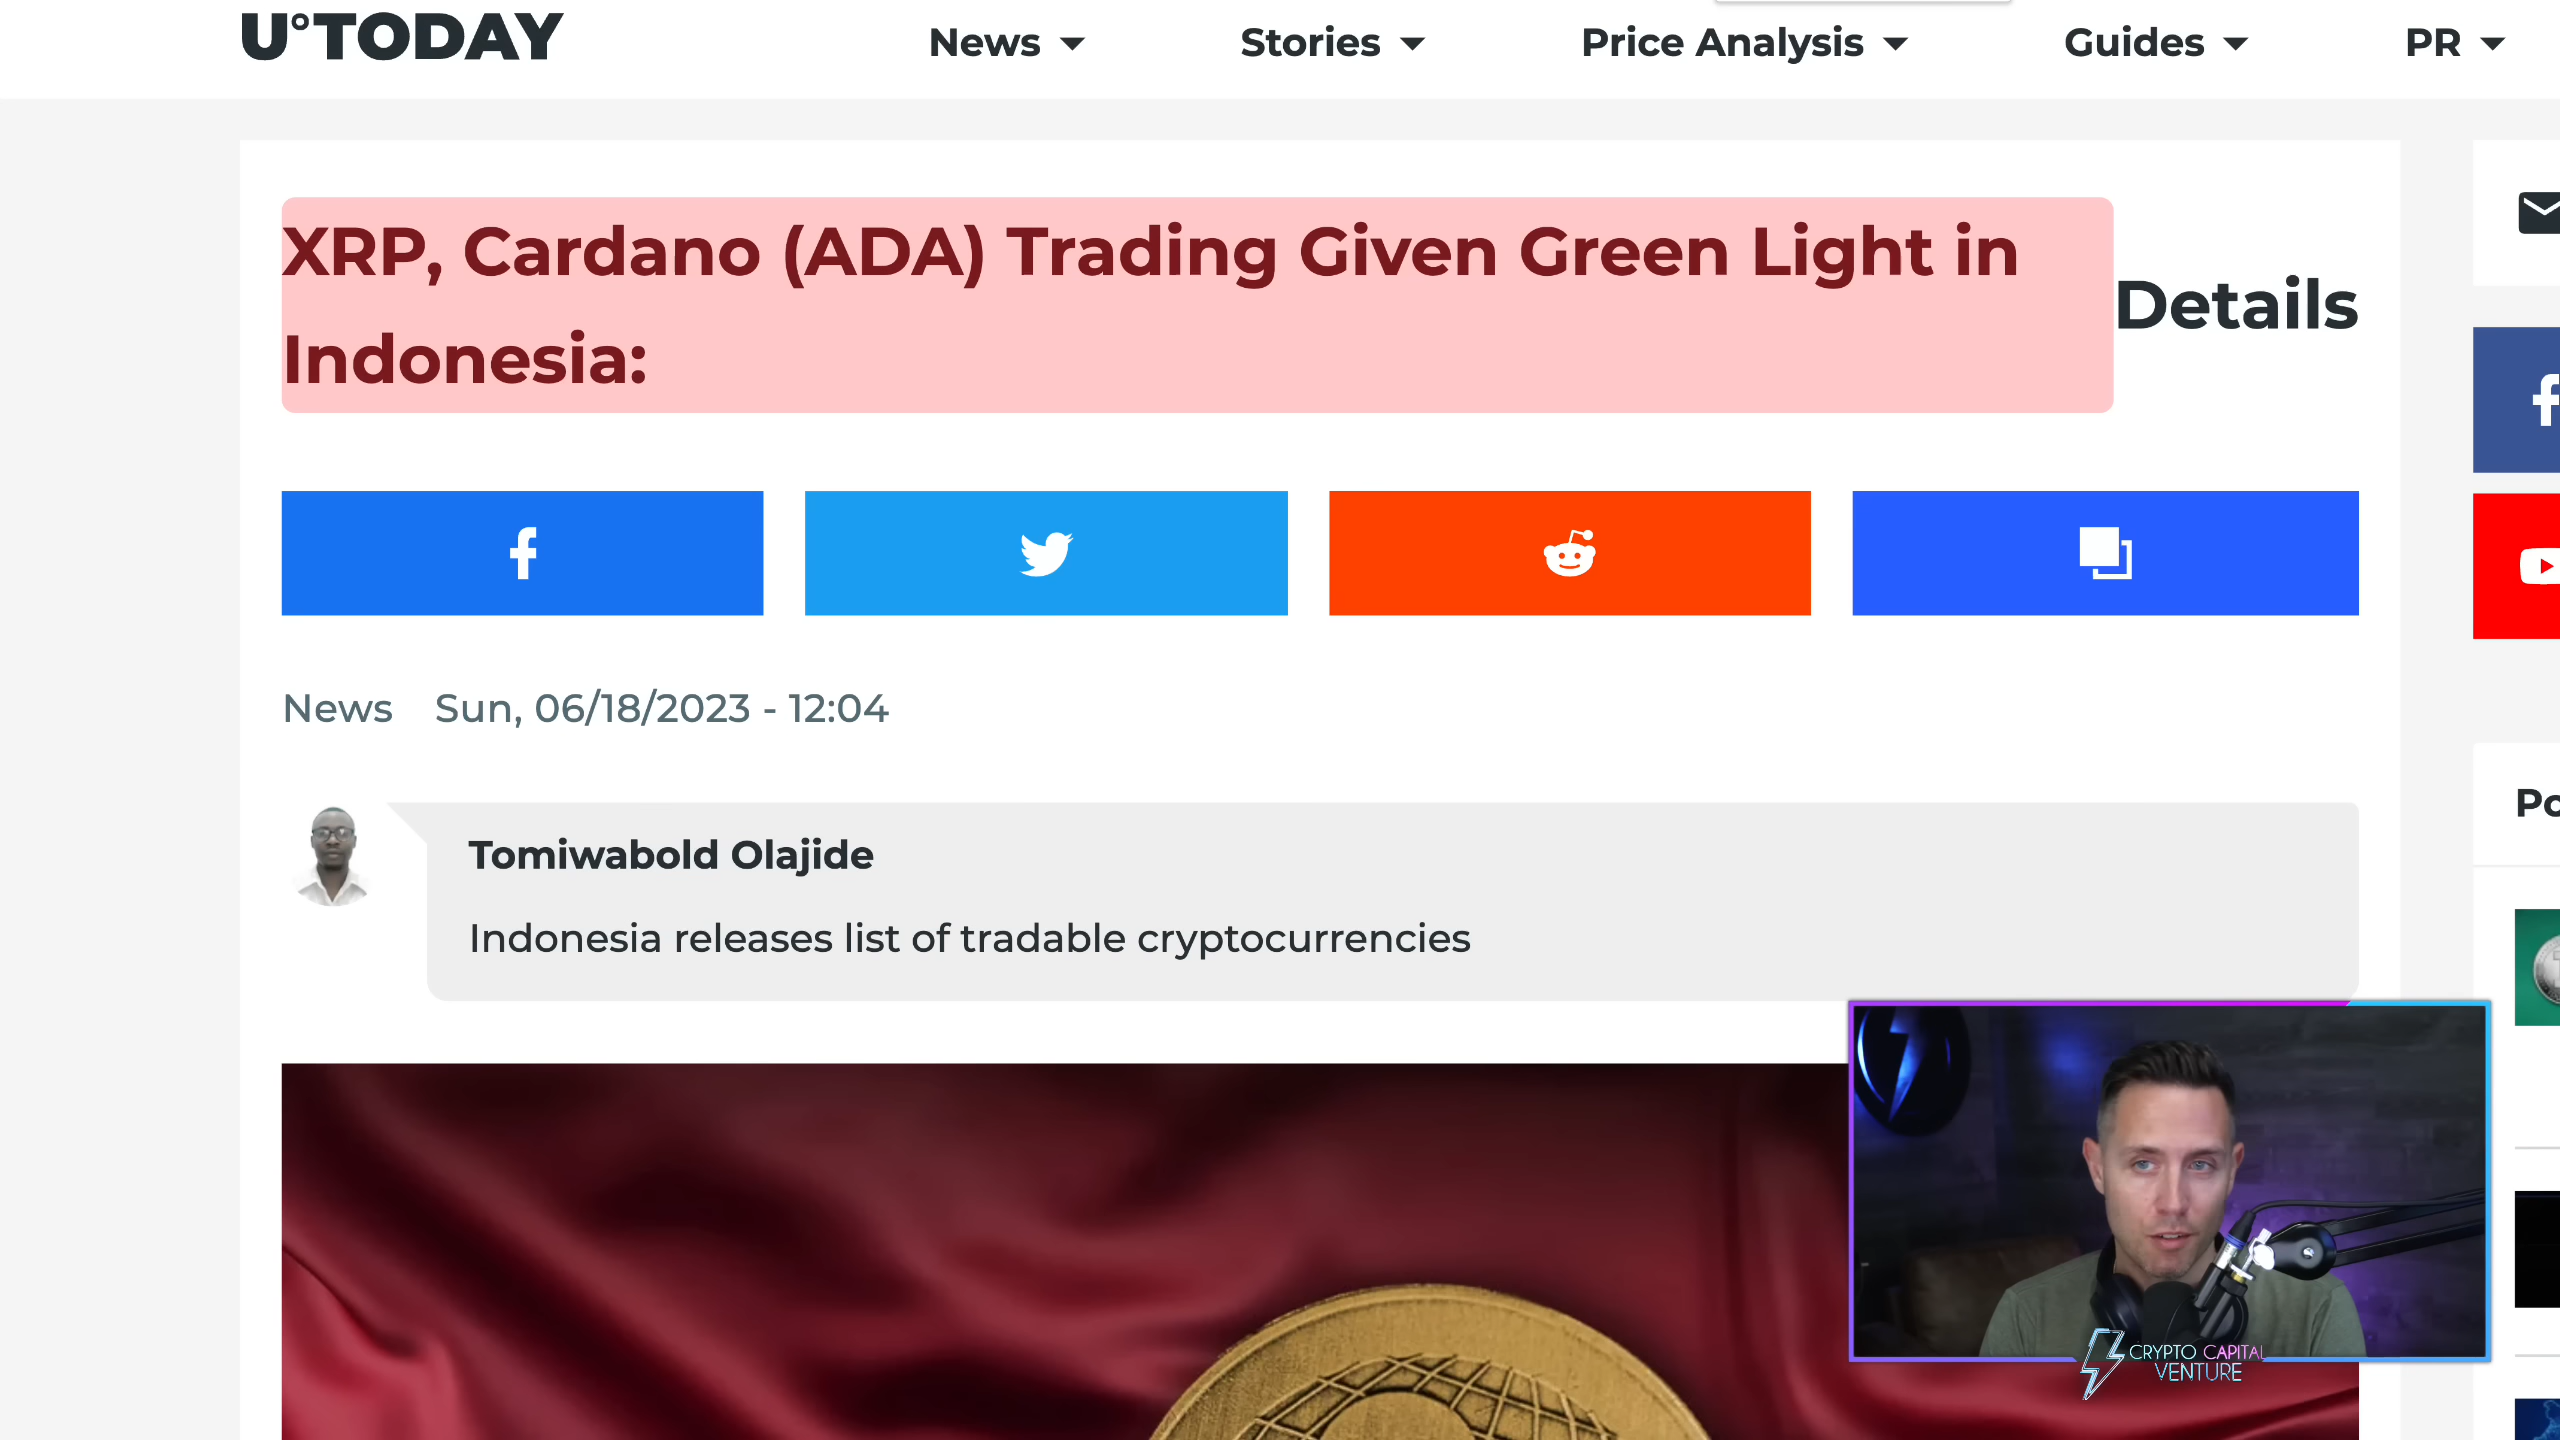 U°TODAY
News
Stories
Price Analysis
Guides
PR
XRP, Cardano (ADA) Trading Given Green Light in
Indonesia:
Details
News Sun, 06/18/2023 - 12:04
Tomiwabold Olajide
Indonesia releases list of tradable cryptocurrencies
Po
CRYPTO CAPITAL
VENTURE